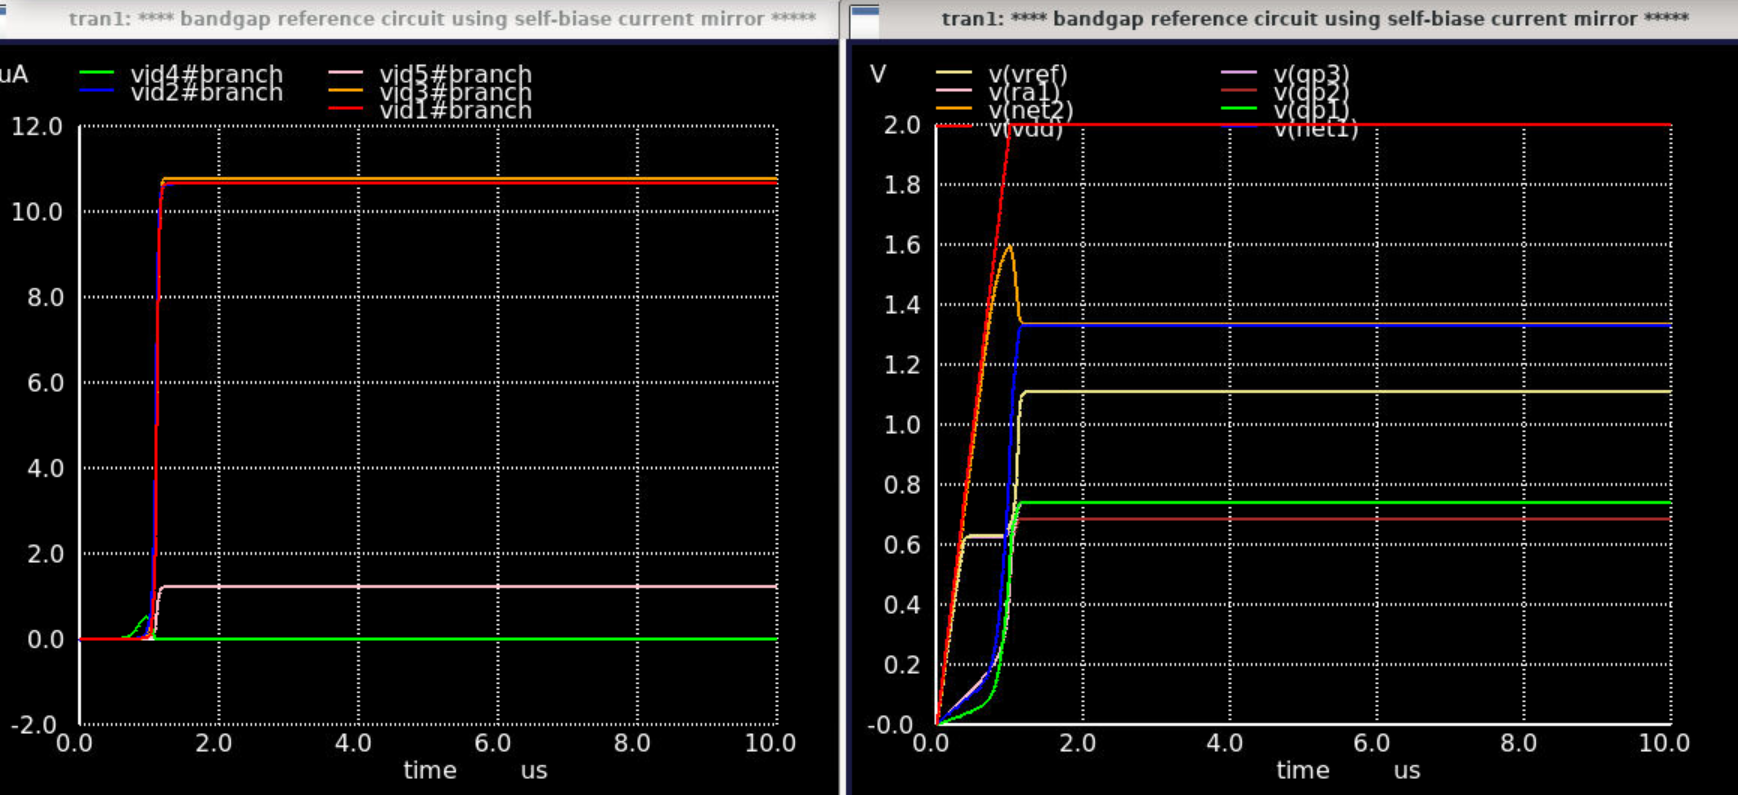 tran1: **** bandgap reference circuit using self-biase current mirror *****
uA
vid4#branch
vid2#branch
vid5#branch
vid3#branch
vid1#branch
12.0
10.0
8.0
6.0
4.0
2.0
0.0
-2.0
0.0 2.0 4.0 6.0 8.0 10.0
time us
tran1: **** bandgap reference circuit using self-biase current mirror *****
V
v(vref)
v(ra1)
v(net2)
v(vdd)
v(qp3)
v(qp2)
v(qp1)
v(net1)
2.0
1.8
1.6
1.4
1.2
1.0
0.8
0.6
0.4
0.2
-0.0
0.0 2.0 4.0 6.0 8.0 10.0
time us